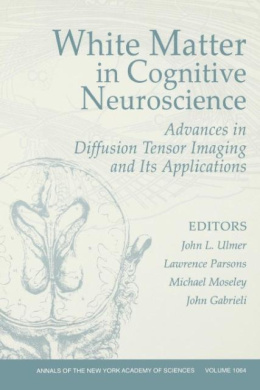 White Matter
in Cognitive
Neuroscience
Advances in
Diffusion Tensor Imaging
and Its Applications
EDITORS
John L. Ulmer
Lawrence Parsons
Michael Moseley
John Gabrieli
ANNALS OF THE NEW YORK ACADEMY OF SCIENCES VOLUME 1064